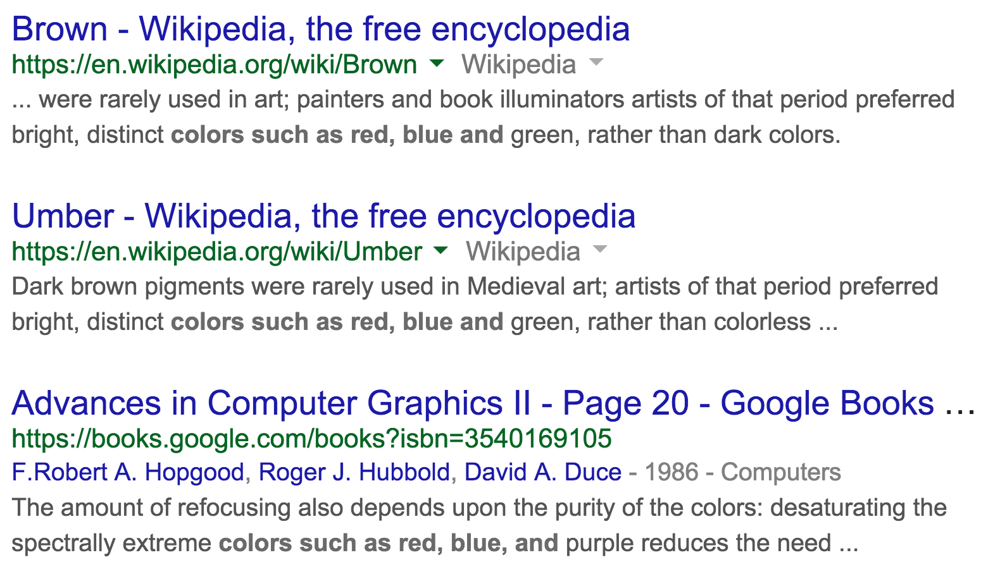 Brown - Wikipedia, the free encyclopedia
https://en.wikipedia.org/wiki/Brown Wikipedia
... were rarely used in art; painters and book illuminators artists of that period preferred
bright, distinct colors such as red, blue and green, rather than dark colors.
Umber - Wikipedia, the free encyclopedia
https://en.wikipedia.org/wiki/Umber Wikipedia
Dark brown pigments were rarely used in Medieval art; artists of that period preferred
bright, distinct colors such as red, blue and green, rather than colorless ...
Advances in Computer Graphics II - Page 20 - Google Books ...
https://books.google.com/books?isbn=3540169105
F.Robert A. Hopgood, Roger J. Hubbold, David A. Duce - 1986 - Computers
The amount of refocusing also depends upon the purity of the colors: desaturating the
spectrally extreme colors such as red, blue, and purple reduces the need ...